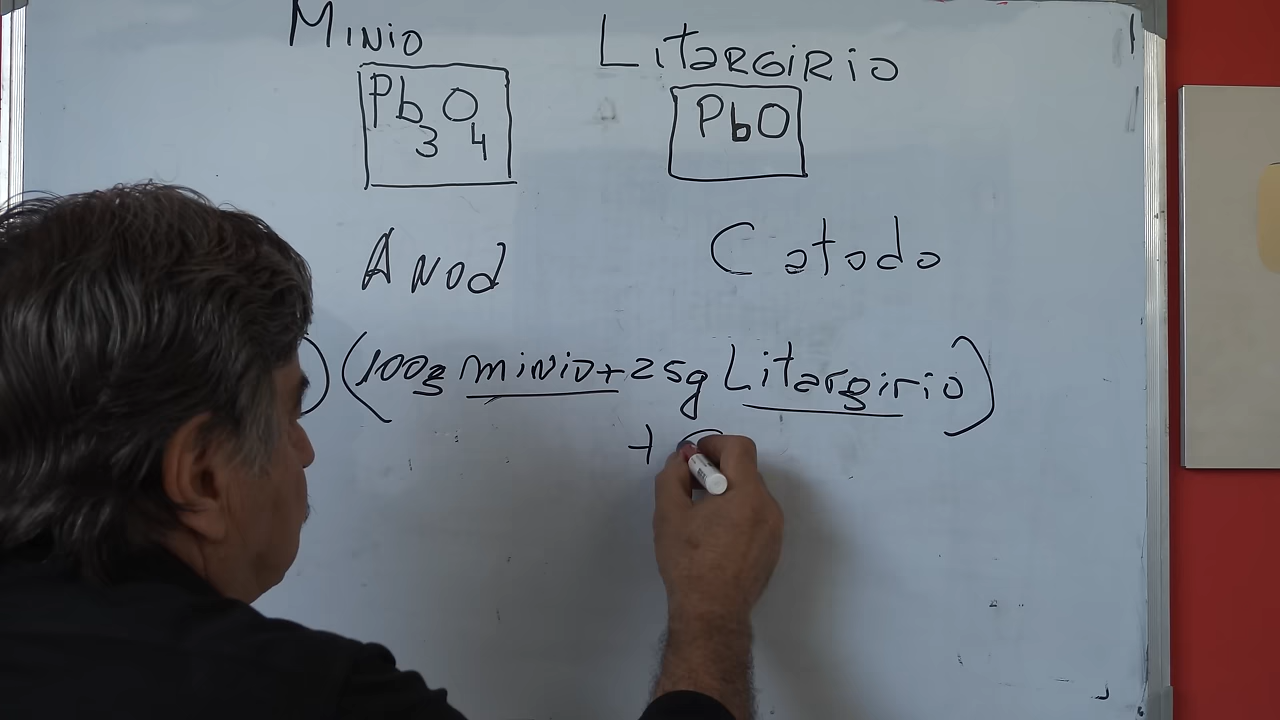 Minio Litargirio
Pb3O4 PbO
Anod Catodo
) (100g minio + 25g Litargirio)
+